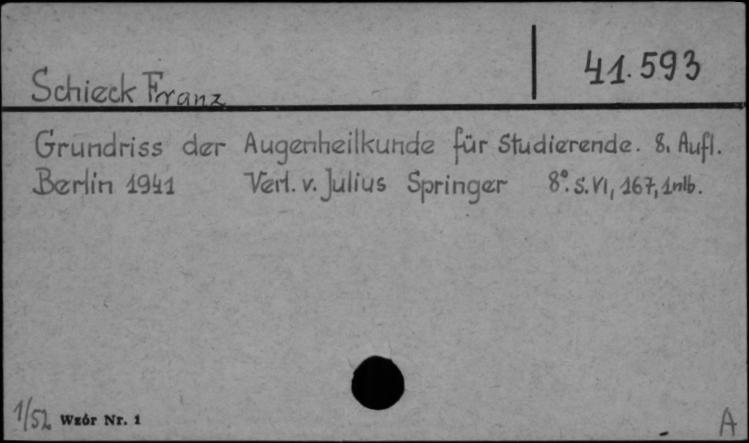 41.593
Schieck Franz
Grundriss der Augenheilkunde für Studierende. 8. Aufl.
Berlin 1941 Verl. v. Julius Springer 8°. S. VI, 167, 1nlb.
1/52 Wzór Nr. 1
A